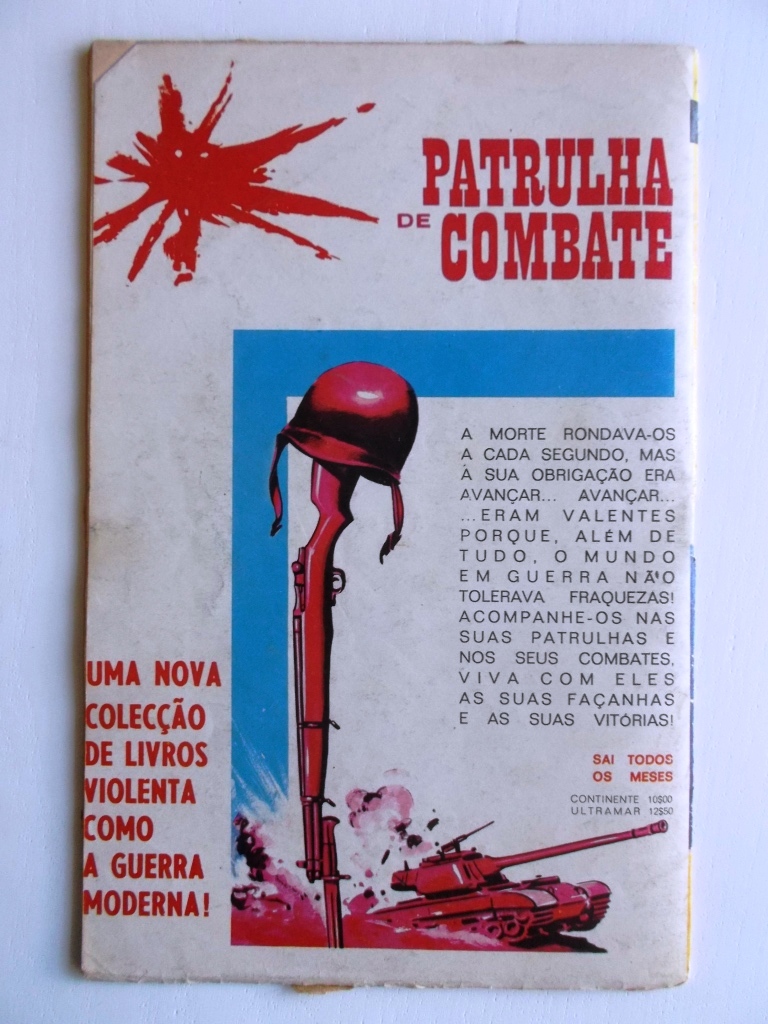 PATRULHA
DE COMBATE
A MORTE RONDAVA-OS
A CADA SEGUNDO, MAS
A SUA OBRIGAÇÃO ERA
AVANÇAR... AVANÇAR...
...ERAM VALENTES
PORQUE, ALÉM DE
TUDO, O MUNDO
EM GUERRA NÃO
TOLERAVA FRAQUEZAS!
ACOMPANHE-OS NAS
SUAS PATRULHAS E
NOS SEUS COMBATES,
VIVA COM ELES
AS SUAS FAÇANHAS
E AS SUAS VITÓRIAS!
UMA NOVA
COLECÇÃO
DE LIVROS
VIOLENTA
COMO
A GUERRA
MODERNA!
SAI TODOS
OS MESES
CONTINENTE 10$00
ULTRAMAR 12$50